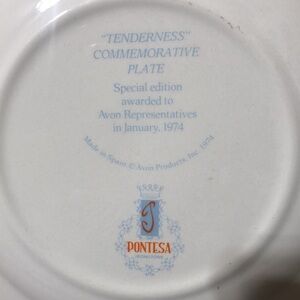 "TENDERNESS"
COMMEMORATIVE
PLATE
Special edition
awarded to
Avon Representatives
in January, 1974
Made in Spain © Avon Products, Inc. 1974
PONTESA